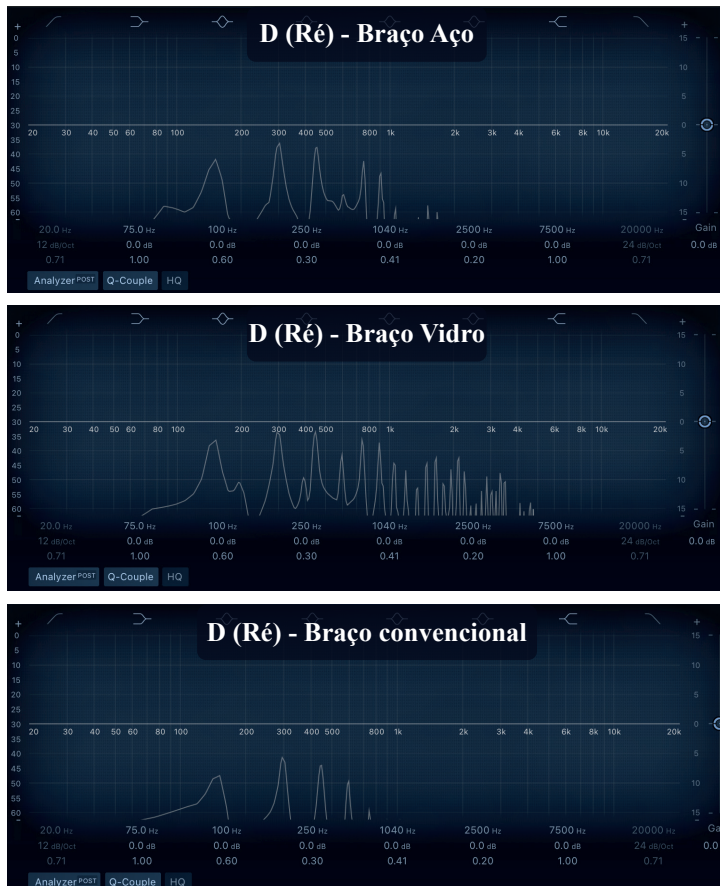 D (Ré) - Braço Aço
+ +
0 15
5
10 10
15
20 5
25
30 0
20 30 40 50 60 80 100 200 300 400 500 800 1k 2k 3k 4k 6k 8k 10k 20k
35
40 5
45
50 10
55
60 15
- -
20.0 Hz 75.0 Hz 100 Hz 250 Hz 1040 Hz 2500 Hz 7500 Hz 20000 Hz Gain
12 dB/Oct 0.0 dB 0.0 dB 0.0 dB 0.0 dB 0.0 dB 0.0 dB 24 dB/Oct 0.0 dB
0.71 1.00 0.60 0.30 0.41 0.20 1.00 0.71
Analyzer POST Q-Couple HQ
D (Ré) - Braço Vidro
+ +
0 15
5
10 10
15
20 5
25
30 0
20 30 40 50 60 80 100 200 300 400 500 800 1k 2k 3k 4k 6k 8k 10k 20k
35
40 5
45
50 10
55
60 15
- -
20.0 Hz 75.0 Hz 100 Hz 250 Hz 1040 Hz 2500 Hz 7500 Hz 20000 Hz Gain
12 dB/Oct 0.0 dB 0.0 dB 0.0 dB 0.0 dB 0.0 dB 0.0 dB 24 dB/Oct 0.0 dB
0.71 1.00 0.60 0.30 0.41 0.20 1.00 0.71
Analyzer POST Q-Couple HQ
D (Ré) - Braço convencional
+ +
0 15
5
10 10
15
20 5
25
30 0
20 30 40 50 60 80 100 200 300 400 500 800 1k 2k 3k 4k 6k 8k 10k 20k
35
40 5
45
50 10
55
60 15
- -
20.0 Hz 75.0 Hz 100 Hz 250 Hz 1040 Hz 2500 Hz 7500 Hz 20000 Hz Ga
12 dB/Oct 0.0 dB 0.0 dB 0.0 dB 0.0 dB 0.0 dB 0.0 dB 24 dB/Oct 0.0
0.71 1.00 0.60 0.30 0.41 0.20 1.00 0.71
Analyzer POST Q-Couple HQ